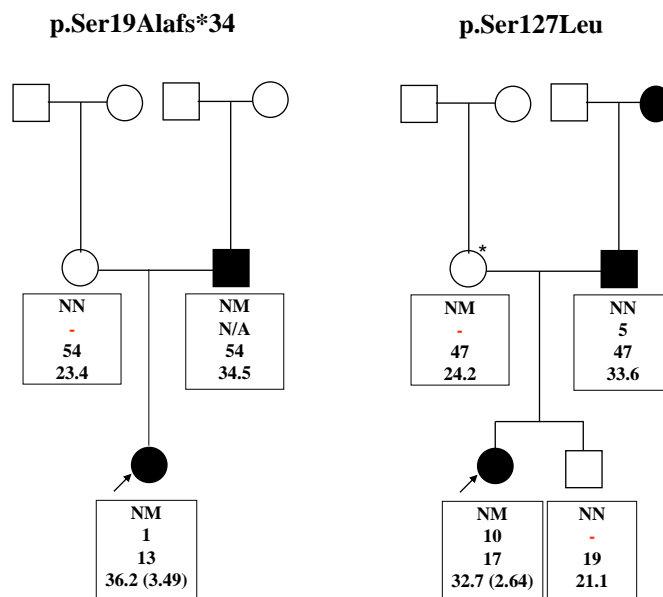 p.Ser19Alafs*34
p.Ser127Leu
*
NN
-
54
23.4
NM
N/A
54
34.5
NM
-
47
24.2
NN
5
47
33.6
NM
1
13
36.2 (3.49)
NM
10
17
32.7 (2.64)
NN
-
19
21.1